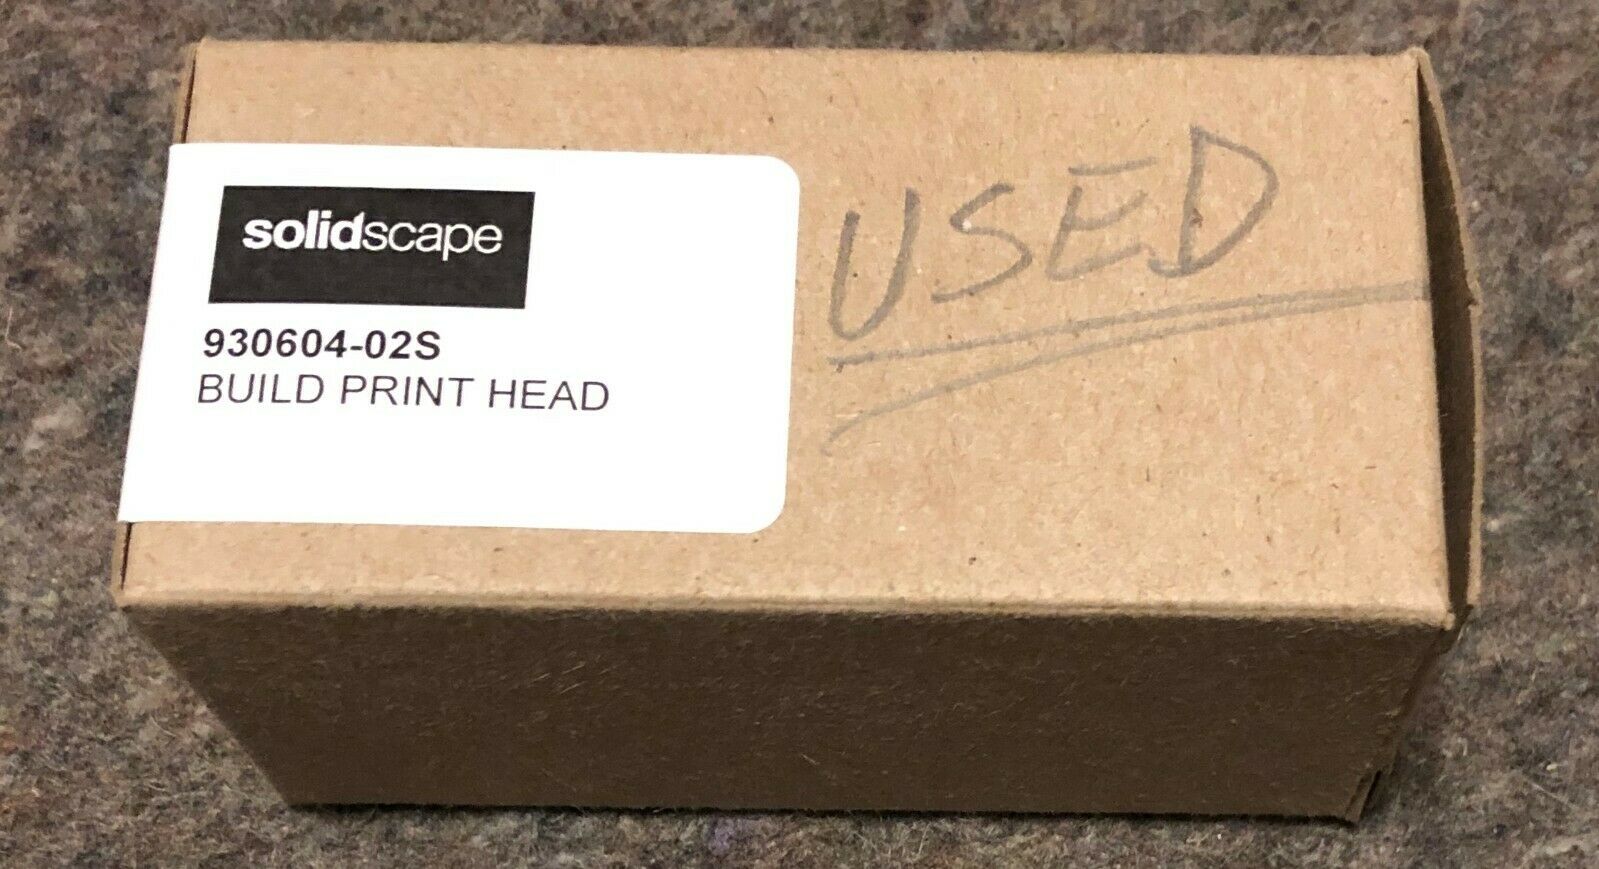 solidscape
930604-02S
BUILD PRINT HEAD
USED